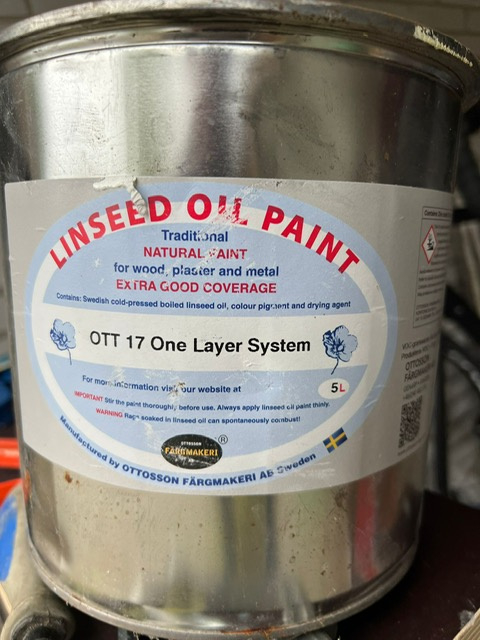 LINSEED OIL PAINT
Traditional
NATURAL PAINT
for wood, plaster and metal
EXTRA GOOD COVERAGE
Contains: Swedish cold-pressed boiled linseed oil, colour pigment and drying agent
OTT 17 One Layer System
For more information visit our website at
5L
IMPORTANT Stir the paint thoroughly before use. Always apply linseed oil paint thinly.
WARNING Rags soaked in linseed oil can spontaneously combust!
OTTOSSON
FÄRGMAKERI
®
Manufactured by OTTOSSON FÄRGMAKERI AB Sweden